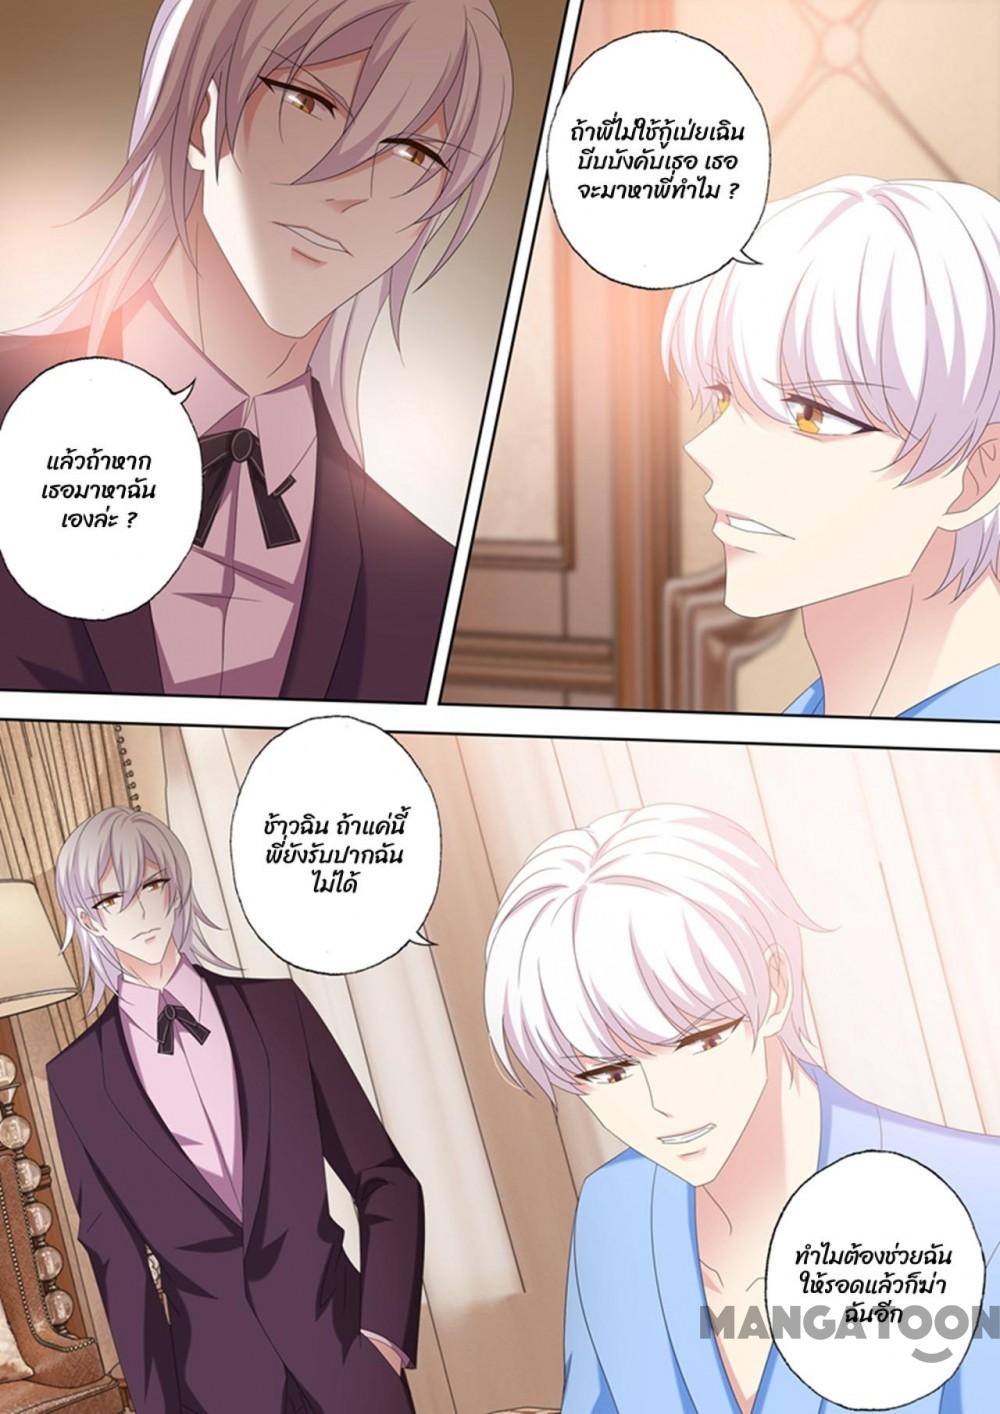 ถ้าพี่ไม่ใช้กู้เป่ยเฉิน
บีบบังคับเธอ เธอ
จะมาหาพี่ทำไม ?
แล้วถ้าหาก
เธอมาหาฉัน
เองล่ะ ?
ช้าวฉิน ถ้าแค่นี้
พี่ยังรับปากฉัน
ไม่ได้
ทำไมต้องช่วยฉัน
ให้รอดแล้วก็ฆ่า
ฉันอีก
MANGATOON